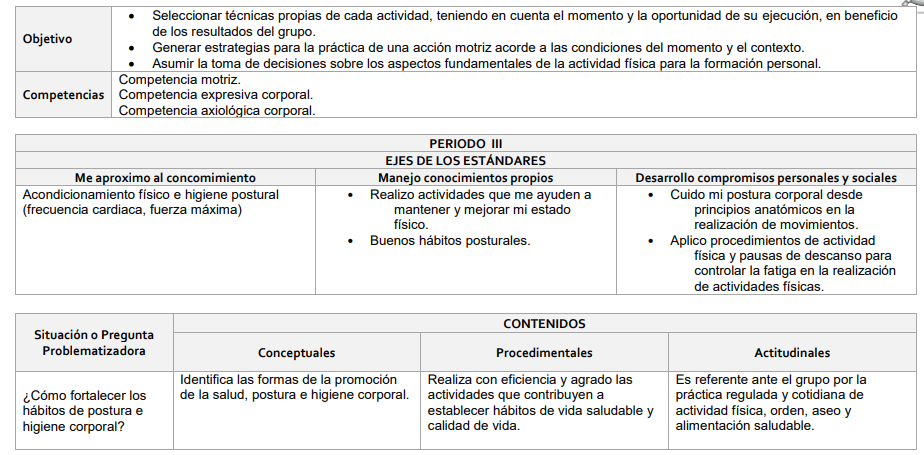 Objetivo
• Seleccionar técnicas propias de cada actividad, teniendo en cuenta el momento y la oportunidad de su ejecución, en beneficio
de los resultados del grupo.
• Generar estrategias para la práctica de una acción motriz acorde a las condiciones del momento y el contexto.
• Asumir la toma de decisiones sobre los aspectos fundamentales de la actividad física para la formación personal.
Competencias
Competencia motriz.
Competencia expresiva corporal.
Competencia axiológica corporal.
PERIODO III
EJES DE LOS ESTÁNDARES
Me aproximo al concomimiento
Manejo conocimientos propios
Desarrollo compromisos personales y sociales
Acondicionamiento físico e higiene postural
(frecuencia cardiaca, fuerza máxima)
• Realizo actividades que me ayuden a
mantener y mejorar mi estado
físico.
• Buenos hábitos posturales.
• Cuido mi postura corporal desde
principios anatómicos en la
realización de movimientos.
• Aplico procedimientos de actividad
física y pausas de descanso para
controlar la fatiga en la realización
de actividades físicas.
Situación o Pregunta
Problematizadora
CONTENIDOS
Conceptuales
Procedimentales
Actitudinales
¿Cómo fortalecer los
hábitos de postura e
higiene corporal?
Identifica las formas de la promoción
de la salud, postura e higiene corporal.
Realiza con eficiencia y agrado las
actividades que contribuyen a
establecer hábitos de vida saludable y
calidad de vida.
Es referente ante el grupo por la
práctica regulada y cotidiana de
actividad física, orden, aseo y
alimentación saludable.